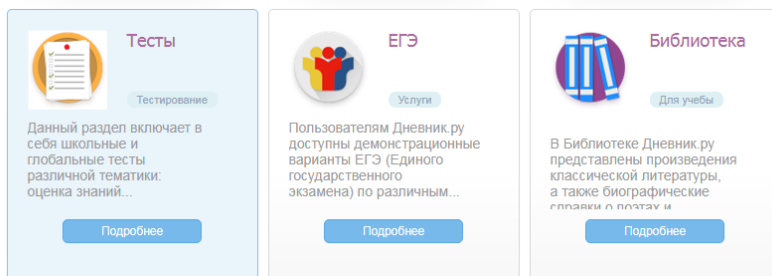 Тесты
Тестирование
Данный раздел включает в
себя школьные и
глобальные тесты
различной тематики:
оценка знаний...
Подробнее
ЕГЭ
Услуги
Пользователям Дневник.ру
доступны демонстрационные
варианты ЕГЭ (Единого
государственного
экзамена) по различным...
Подробнее
Библиотека
Для учебы
В Библиотеке Дневник.ру
представлены произведения
классической литературы,
а также биографические
справки о поэтах и
Подробнее